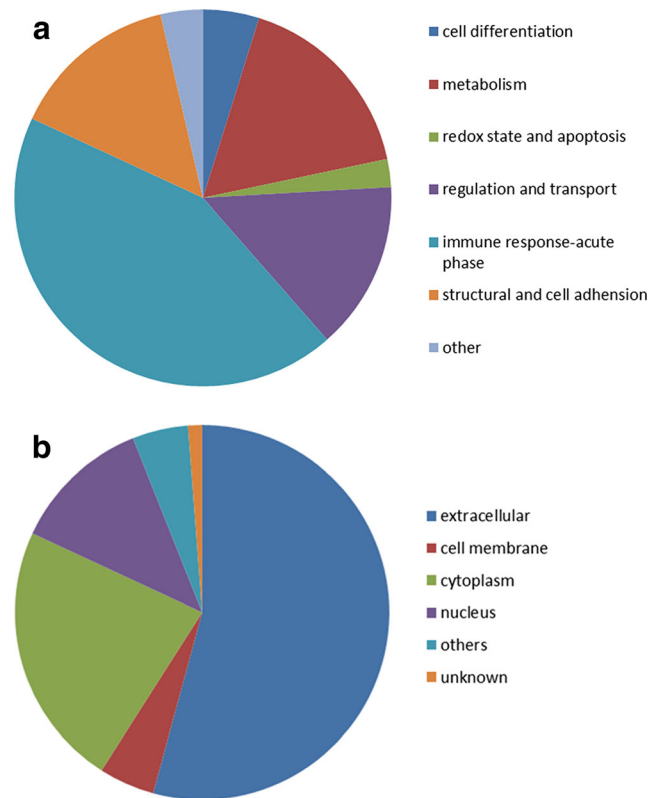 a
cell differentiation
metabolism
redox state and apoptosis
regulation and transport
immune response-acute
phase
structural and cell adhension
other
b
extracellular
cell membrane
cytoplasm
nucleus
others
unknown